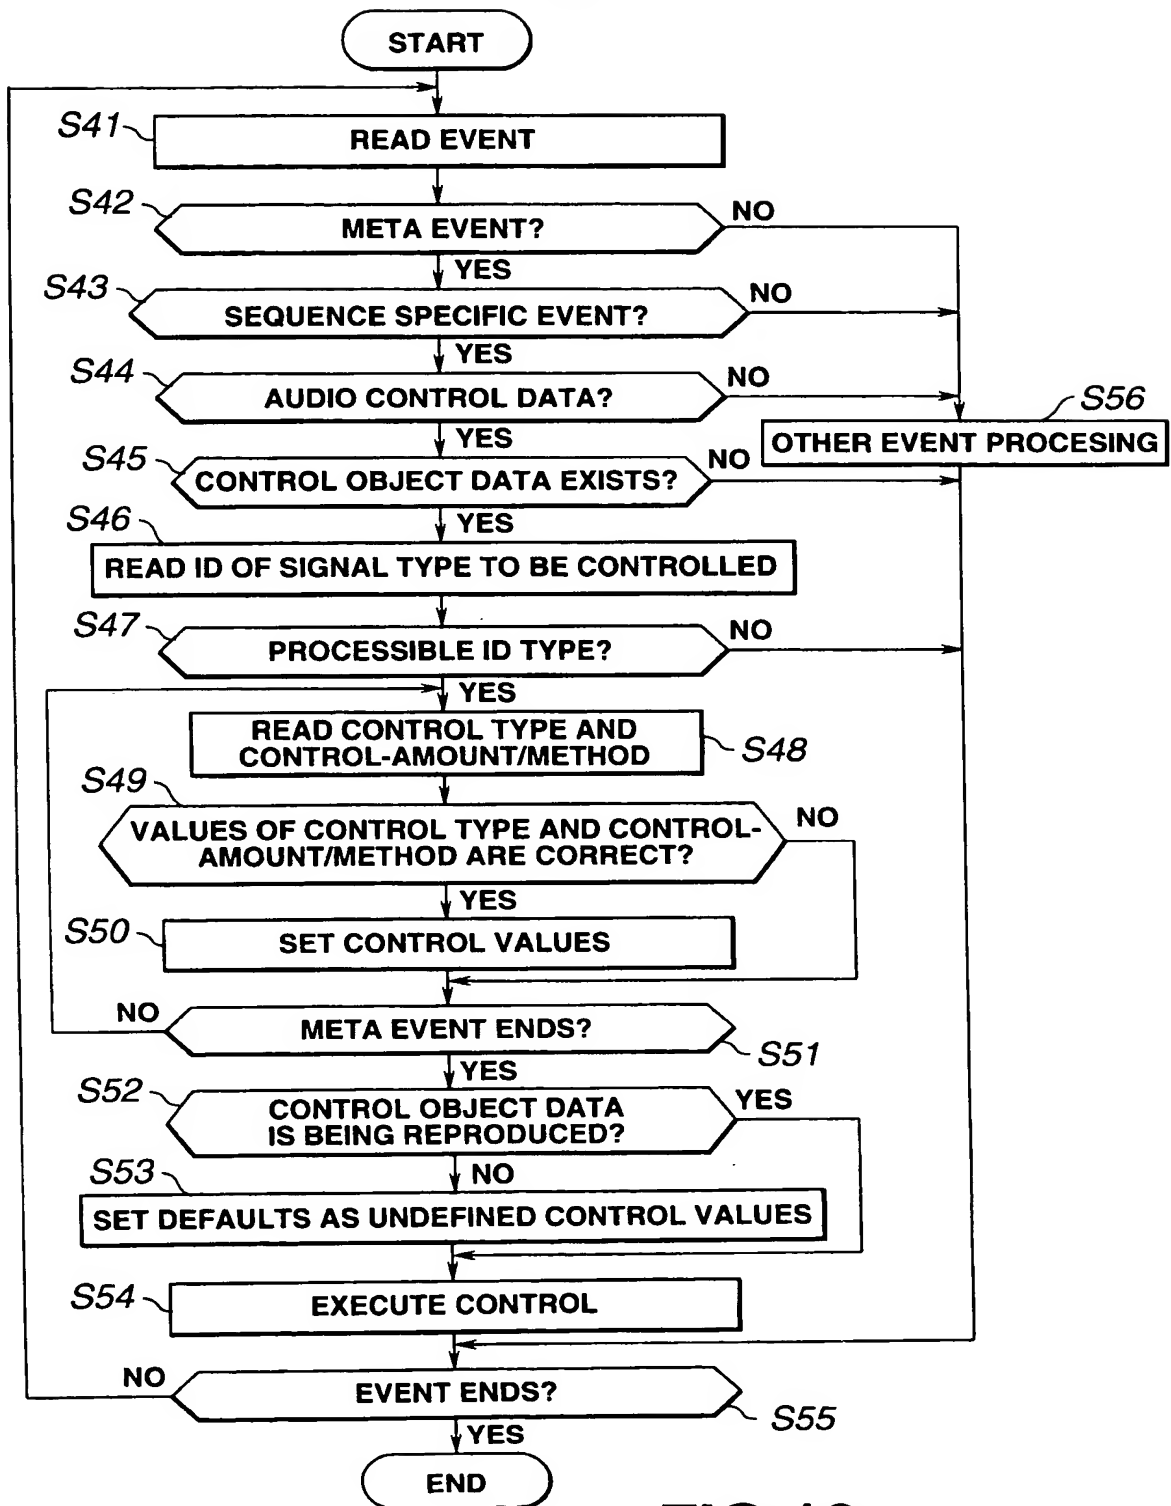 START
S41
READ EVENT
S42
META EVENT?
NO
YES
S43
SEQUENCE SPECIFIC EVENT?
NO
YES
S44
AUDIO CONTROL DATA?
NO
YES
S56
OTHER EVENT PROCESING
S45
CONTROL OBJECT DATA EXISTS?
NO
YES
S46
READ ID OF SIGNAL TYPE TO BE CONTROLLED
S47
PROCESSIBLE ID TYPE?
NO
YES
READ CONTROL TYPE AND
CONTROL-AMOUNT/METHOD
S48
S49
VALUES OF CONTROL TYPE AND CONTROL-
AMOUNT/METHOD ARE CORRECT?
NO
YES
S50
SET CONTROL VALUES
NO
META EVENT ENDS?
S51
YES
S52
CONTROL OBJECT DATA
IS BEING REPRODUCED?
YES
NO
S53
SET DEFAULTS AS UNDEFINED CONTROL VALUES
S54
EXECUTE CONTROL
NO
EVENT ENDS?
S55
YES
END